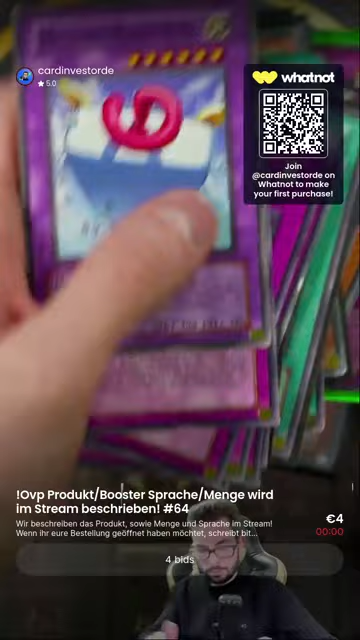 cardinvestorde
★ 5.0
whatnot
Join
@cardinvestorde on
Whatnot to make
your first purchase!
!Ovp Produkt/Booster Sprache/Menge wird
im Stream beschrieben! #64
€4
Wir beschreiben das Produkt, sowie Menge und Sprache im Stream!
Wenn ihr eure Bestellung geöffnet haben möchtet, schreibt bit...
00:00
4 bids